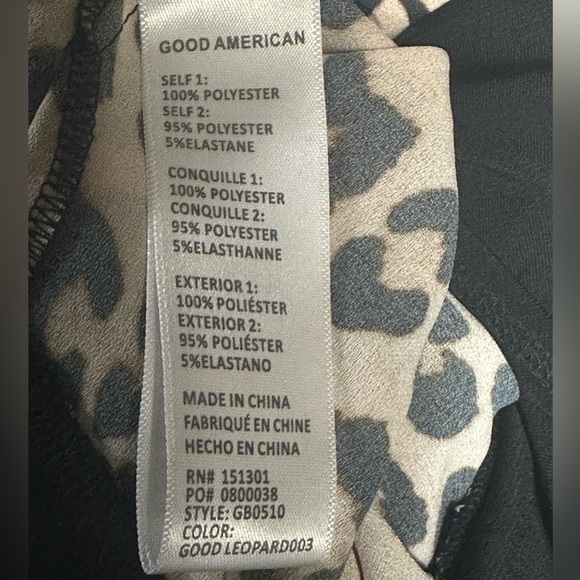 GOOD AMERICAN
SELF 1:
100% POLYESTER
SELF 2:
95% POLYESTER
5%ELASTANE
CONQUILLE 1:
100% POLYESTER
CONQUILLE 2:
95% POLYESTER
5%ELASTHANNE
EXTERIOR 1:
100% POLIÉSTER
EXTERIOR 2:
95% POLIÉSTER
5%ELASTANO
MADE IN CHINA
FABRIQUÉ EN CHINE
HECHO EN CHINA
RN# 151301
PO# 0800038
STYLE: GB0510
COLOR:
GOOD LEOPARD003